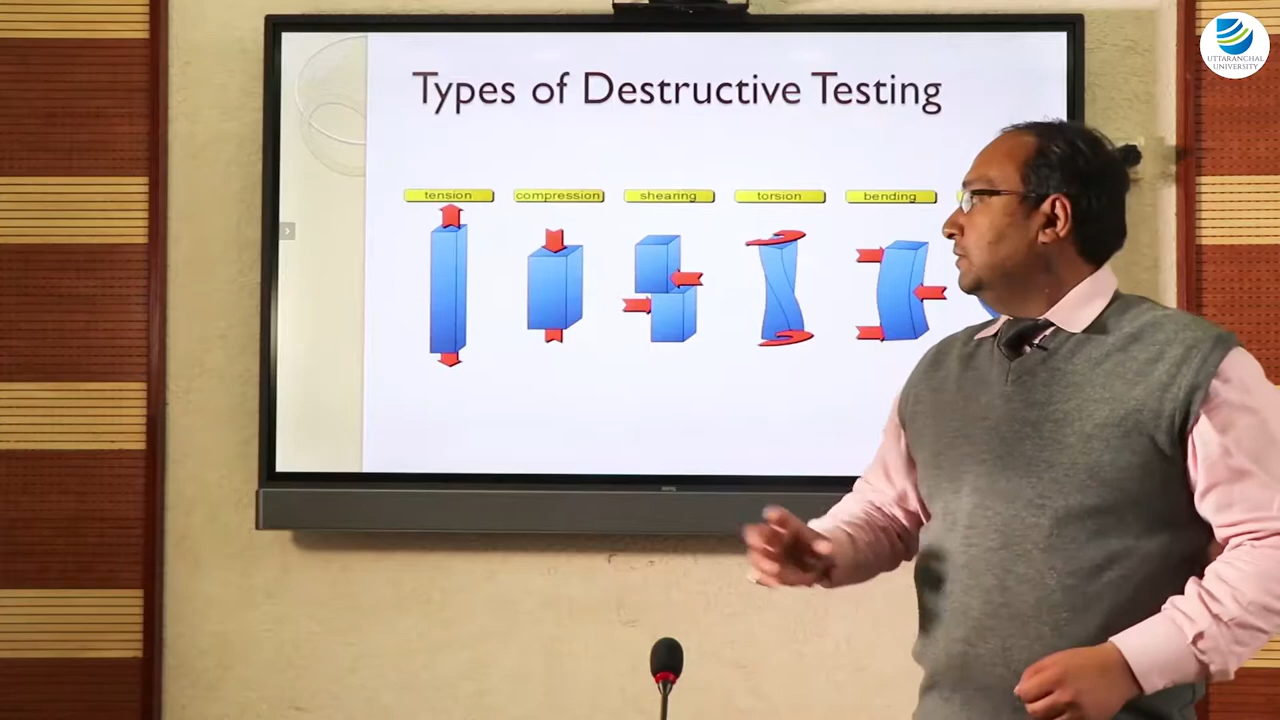 Types of Destructive Testing
tension compression shearing torsion bending
UTTARANCHAL
UNIVERSITY